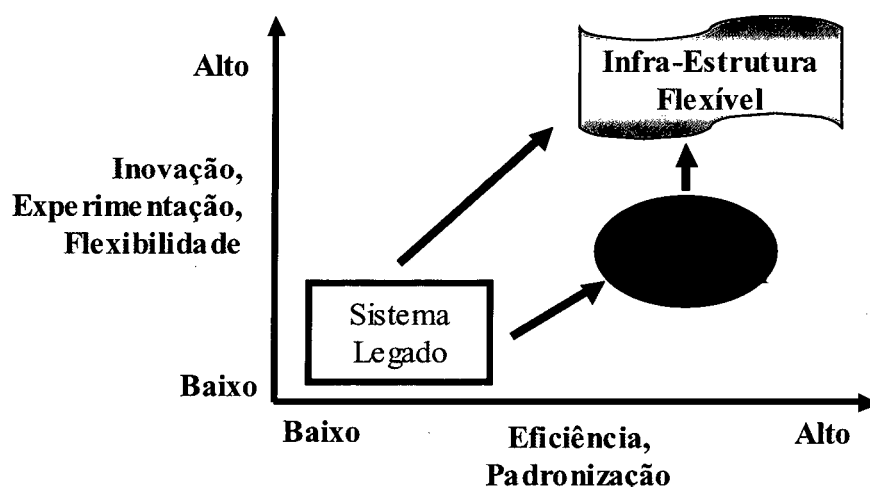 Alto
Infra-Estrutura
Flexível
Inovação,
Experimentação,
Flexibilidade
Sistema
Legado
Baixo
Baixo
Eficiência,
Padronização
Alto